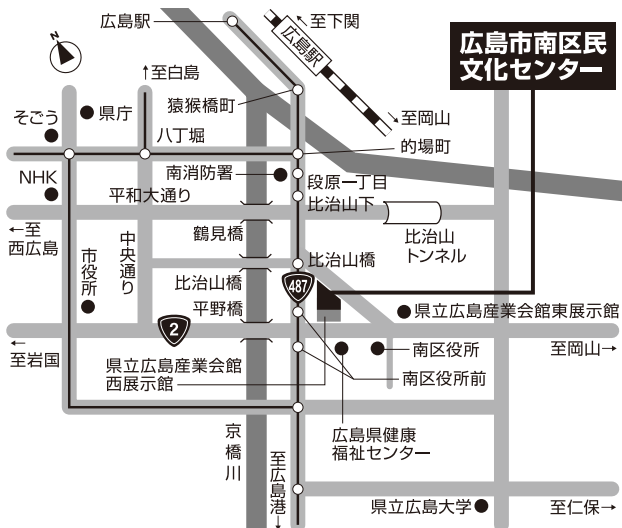 広島駅
←至下関
広島駅
広島市南区民
文化センター
N
↑至白島
県庁
そごう
猿猴橋町
→至岡山
八丁堀
的場町
南消防署
NHK
段原一丁目
平和大通り
比治山下
←至
西広島
鶴見橋
比治山
トンネル
中央通り
市役所
比治山橋
比治山橋
487
平野橋
県立広島産業会館東展示館
2
←
至岩国
県立広島産業会館
西展示館
南区役所
至岡山→
南区役所前
京橋川
広島県健康
福祉センター
至広島港→
県立広島大学
至仁保→